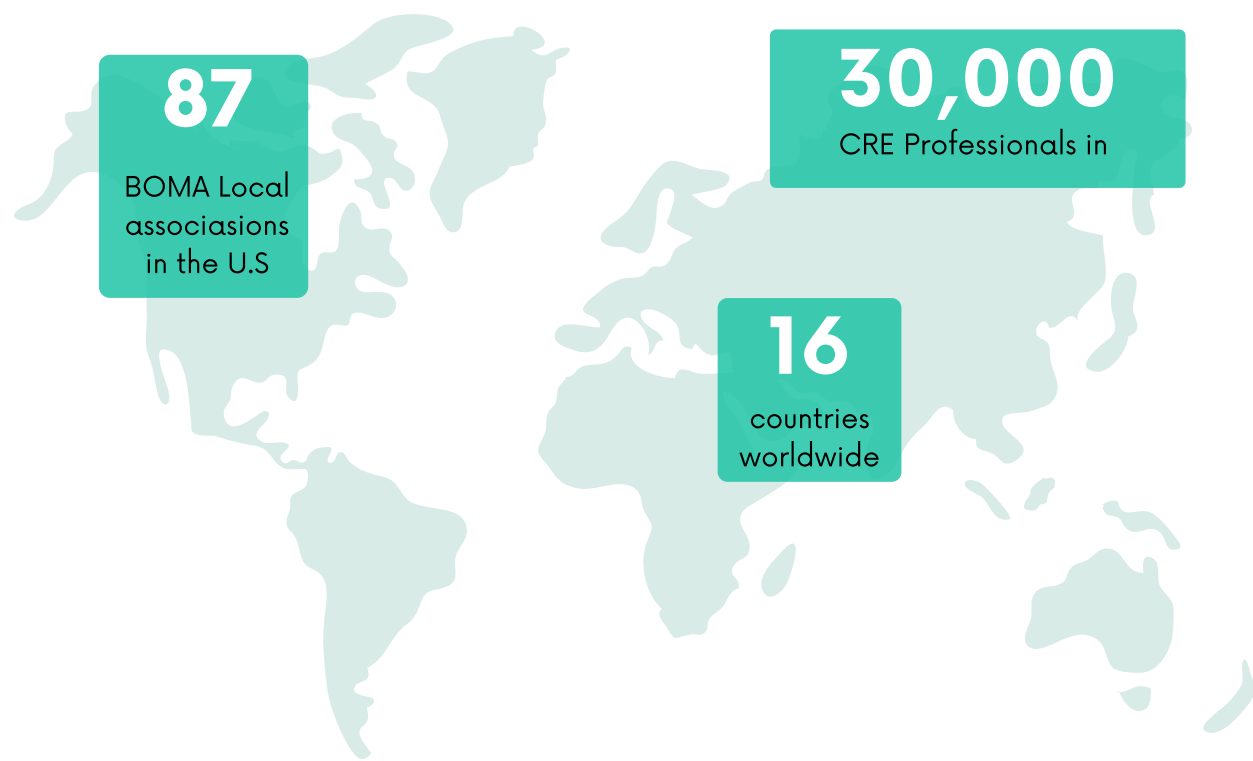 87
BOMA Local
associasions
in the U.S
30,000
CRE Professionals in
16
countries
worldwide